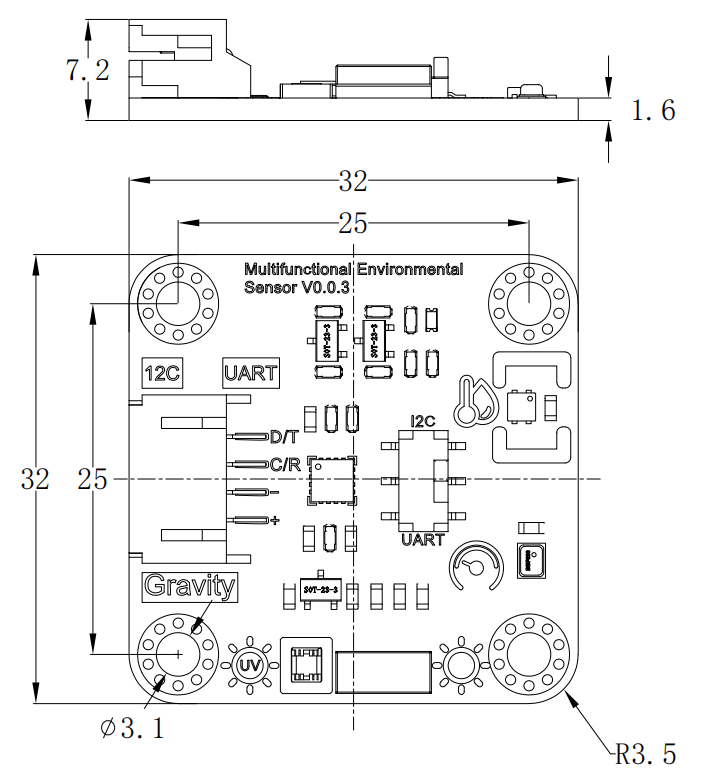 7.2
1.6
32
25
Multifunctional Environmental
Sensor V0.0.3
SOT-23-3
SOT-23-3
12C
UART
I2C
D/T
C/R
-
+
32
25
UART
Gravity
SOT-23-3
UV
Ø3.1
R3.5